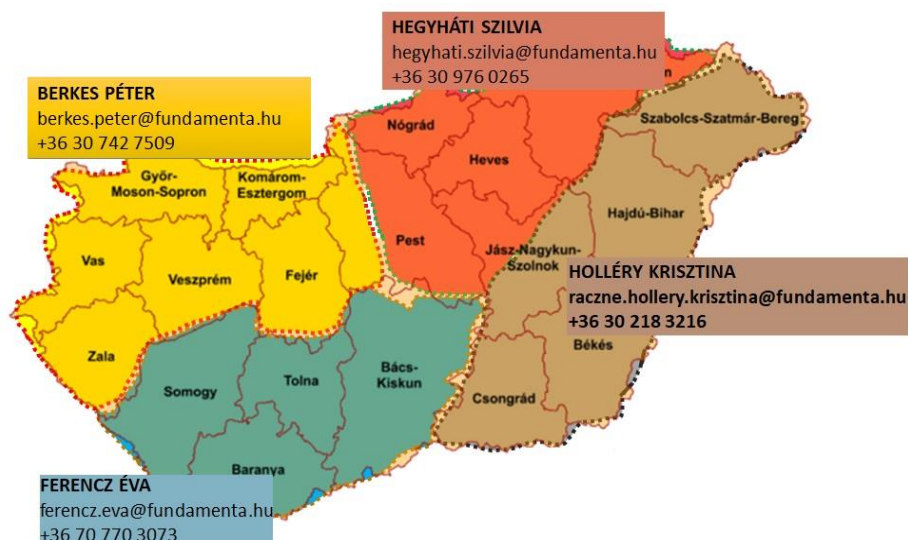 HEGYHÁTI SZILVIA
hegyhati.szilvia@fundamenta.hu
+36 30 976 0265
BERKES PÉTER
berkes.peter@fundamenta.hu
+36 30 742 7509
Szabolcs-Szatmár-Bereg
Nógrád
Heves
Győr-
Moson-Sopron
Komárom-
Esztergom
Hajdú-Bihar
Pest
Jász-Nagykun-
Szolnok
Vas
Veszprém
Fejér
HOLLÉRY KRISZTINA
raczne.hollery.krisztina@fundamenta.hu
+36 30 218 3216
Zala
Békés
Somogy
Tolna
Bács-
Kiskun
Csongrád
Baranya
FERENCZ ÉVA
ferencz.eva@fundamenta.hu
+36 70 770 3073